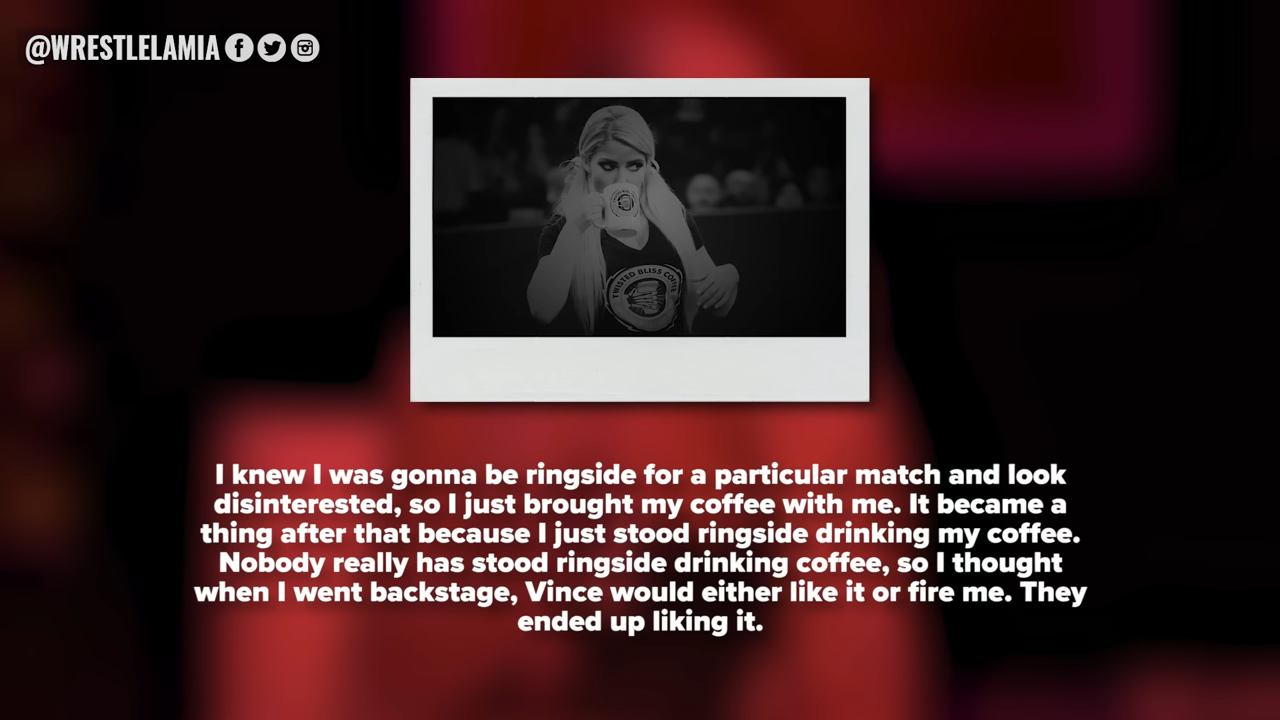 @WRESTLELAMIA
TWISTED BLISS COFFEE
I knew I was gonna be ringside for a particular match and look
disinterested, so I just brought my coffee with me. It became a
thing after that because I just stood ringside drinking my coffee.
Nobody really has stood ringside drinking coffee, so I thought
when I went backstage, Vince would either like it or fire me. They
ended up liking it.